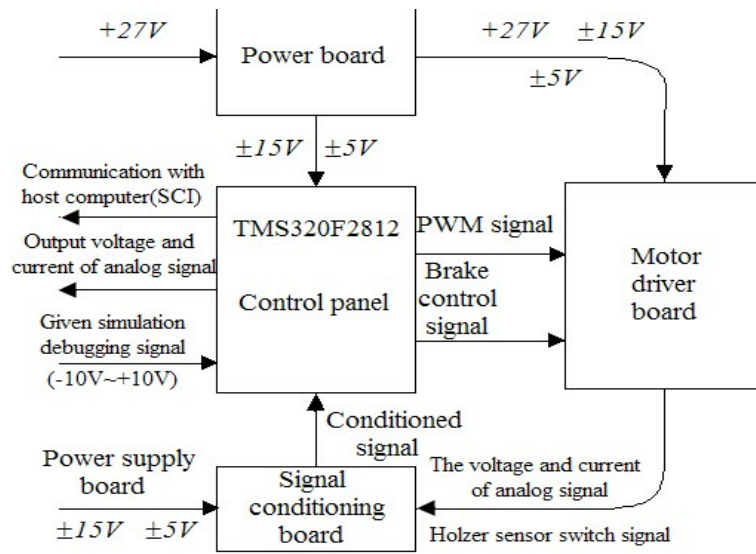 +27V
Power board
+27V ±15V
±5V
±15V ±5V
Communication with
host computer(SCI)
Output voltage and
current of analog signal
Given simulation
debugging signal
(-10V~+10V)
TMS320F2812
Control panel
PWM signal
Brake
control
signal
Motor
driver
board
Conditioned
signal
Power supply
board
±15V ±5V
Signal
conditioning
board
The voltage and current
of analog signal
Holzer sensor switch signal